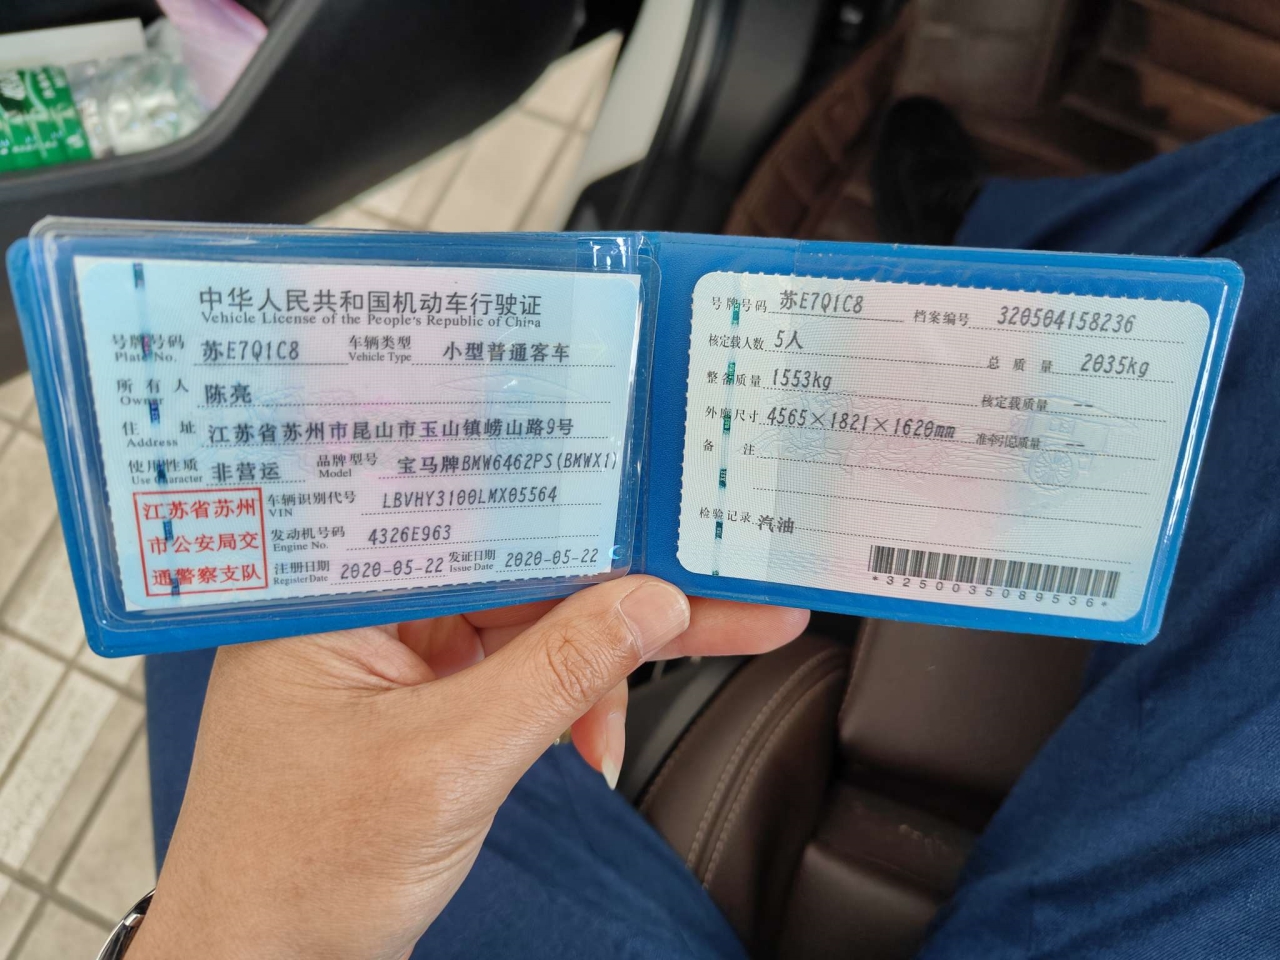 中华人民共和国机动车行驶证
Vehicle License of the People's Republic of China
号牌号码 苏E7Q1C8 车辆类型 小型普通客车
Plate No. Vehicle Type
所有人 陈亮
Owner
住址 江苏省苏州市昆山市玉山镇崂山路9号
Address
使用性质 非营运 品牌型号 宝马牌BMW6462PS(BMWX1)
Use Character Model
江苏省苏州
市公安局交
通警察支队
车辆识别代号 LBVHY3100LMX05564
VIN
发动机号码 4326E963
Engine No.
注册日期 2020-05-22 发证日期 2020-05-22
Register Date Issue Date
号牌号码 苏E7Q1C8 档案编号 320504158236
核定载人数 5人 总质量 2035kg
整备质量 1553kg 核定载质量 --
外廓尺寸 4565×1821×1620mm 准牵引总质量 --
备注
检验记录 汽油
*3250035089536*